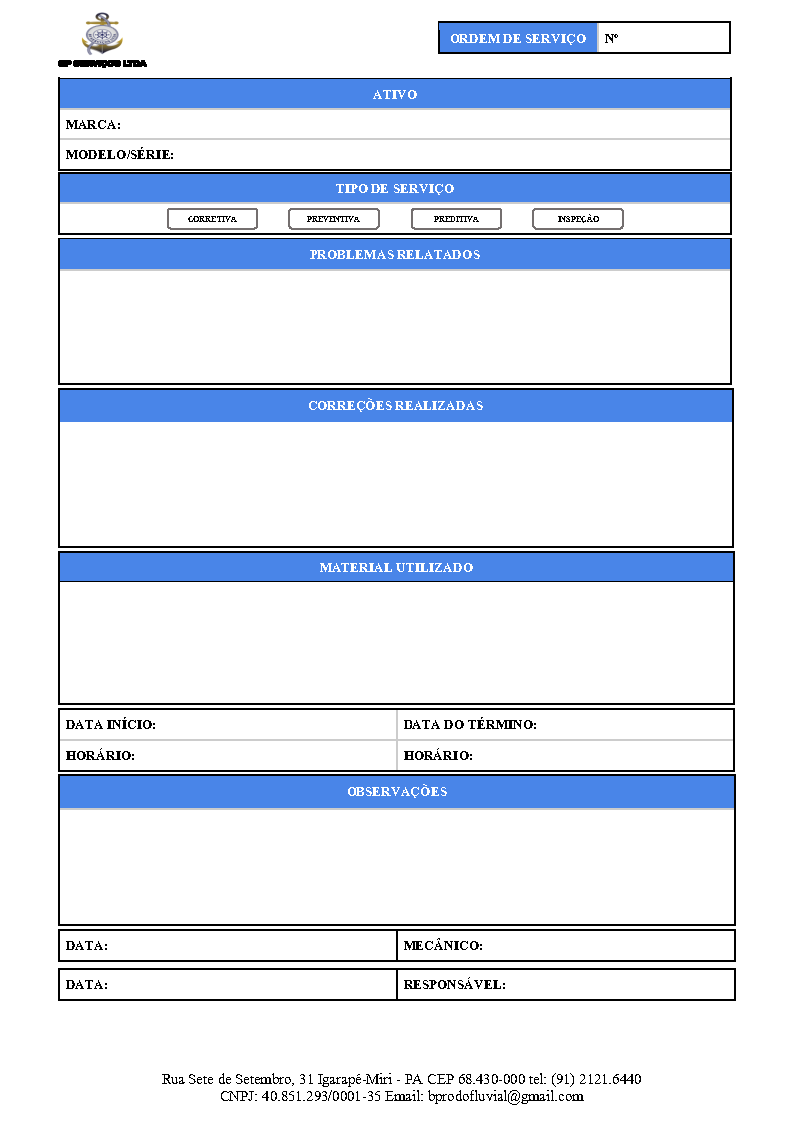 SERVIÇOS LTDA
ORDEM DE SERVIÇO Nº
ATIVO
MARCA:
MODELO/SÉRIE:
TIPO DE SERVIÇO
CORRETIVA PREVENTIVA PREDITIVA INSPEÇÃO
PROBLEMAS RELATADOS
CORREÇÕES REALIZADAS
MATERIAL UTILIZADO
DATA INÍCIO: DATA DO TÉRMINO:
HORÁRIO: HORÁRIO:
OBSERVAÇÕES
DATA: MECÂNICO:
DATA: RESPONSÁVEL:
Rua Sete de Setembro, 31 Igarapé-Miri - PA CEP 68.430-000 tel: (91) 2121.6440
CNPJ: 40.851.293/0001-35 Email: bprodofluvial@gmail.com